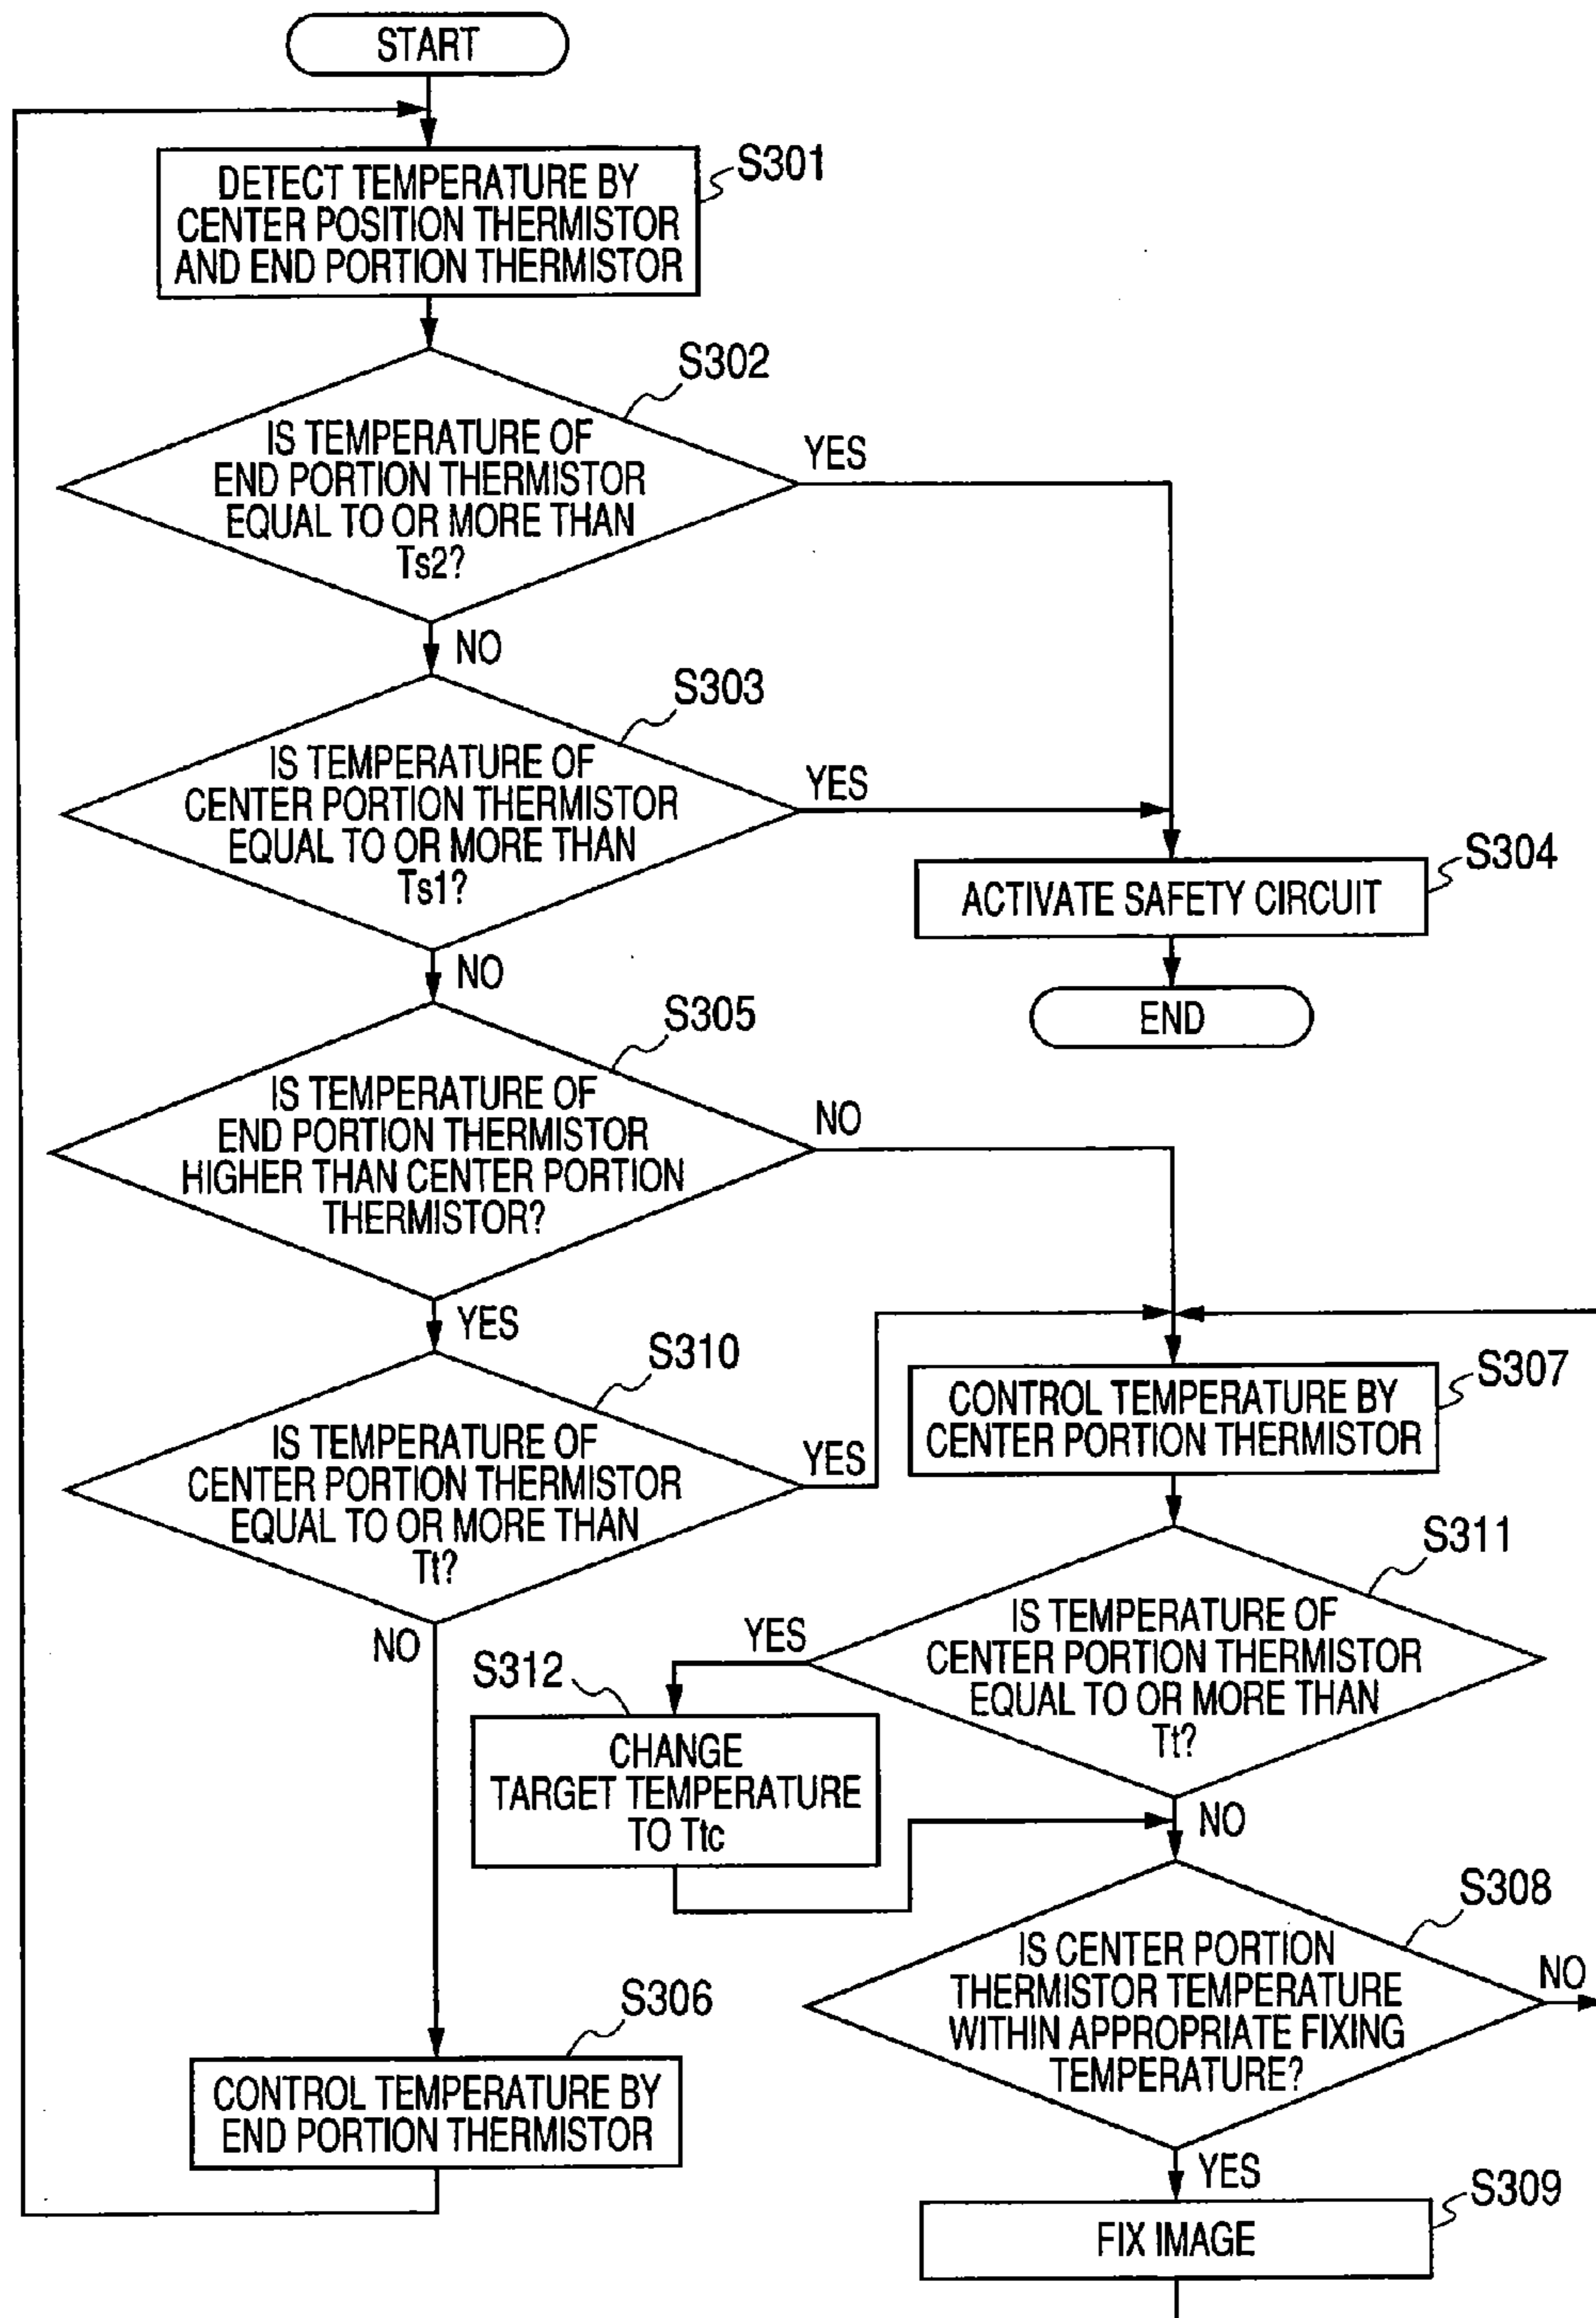 START
DETECT TEMPERATURE BY
CENTER POSITION THERMISTOR
AND END PORTION THERMISTOR
S301
S302
IS TEMPERATURE OF
END PORTION THERMISTOR
EQUAL TO OR MORE THAN
Ts2?
YES
NO
S303
IS TEMPERATURE OF
CENTER PORTION THERMISTOR
EQUAL TO OR MORE THAN
Ts1?
YES
NO
S304
ACTIVATE SAFETY CIRCUIT
END
S305
IS TEMPERATURE OF
END PORTION THERMISTOR
HIGHER THAN CENTER PORTION
THERMISTOR?
NO
YES
S310
IS TEMPERATURE OF
CENTER PORTION THERMISTOR
EQUAL TO OR MORE THAN
Tt?
YES
NO
S307
CONTROL TEMPERATURE BY
CENTER PORTION THERMISTOR
S311
IS TEMPERATURE OF
CENTER PORTION THERMISTOR
EQUAL TO OR MORE THAN
Tt?
YES
NO
S312
CHANGE
TARGET TEMPERATURE
TO Ttc
S308
IS CENTER PORTION
THERMISTOR TEMPERATURE
WITHIN APPROPRIATE FIXING
TEMPERATURE?
NO
YES
S306
CONTROL TEMPERATURE BY
END PORTION THERMISTOR
S309
FIX IMAGE